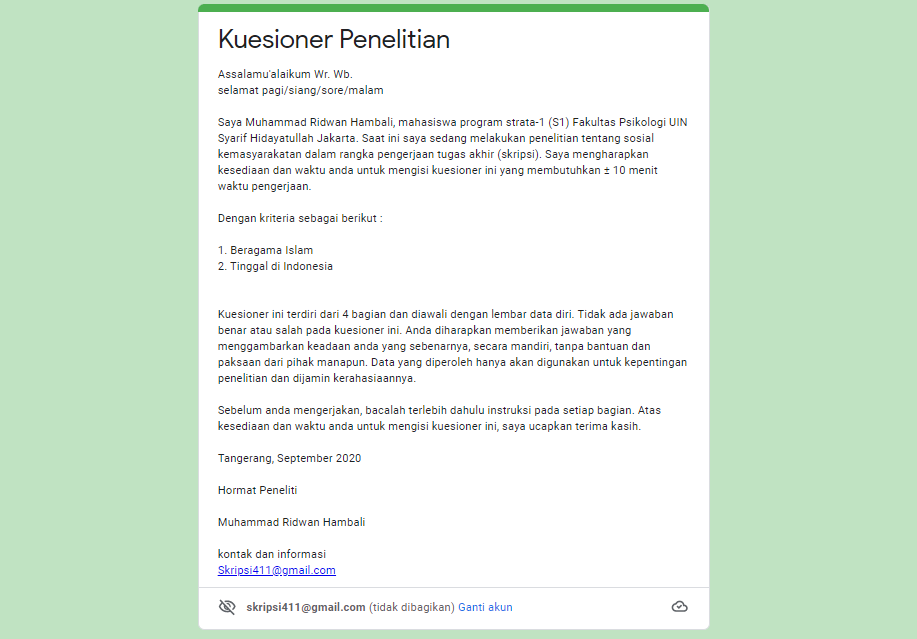 Kuesioner Penelitian
Assalamu'alaikum Wr. Wb.
selamat pagi/siang/sore/malam
Saya Muhammad Ridwan Hambali, mahasiswa program strata-1 (S1) Fakultas Psikologi UIN
Syarif Hidayatullah Jakarta. Saat ini saya sedang melakukan penelitian tentang sosial
kemasyarakatan dalam rangka pengerjaan tugas akhir (skripsi). Saya mengharapkan
kesediaan dan waktu anda untuk mengisi kuesioner ini yang membutuhkan ± 10 menit
waktu pengerjaan.
Dengan kriteria sebagai berikut :
1. Beragama Islam
2. Tinggal di Indonesia
Kuesioner ini terdiri dari 4 bagian dan diawali dengan lembar data diri. Tidak ada jawaban
benar atau salah pada kuesioner ini. Anda diharapkan memberikan jawaban yang
menggambarkan keadaan anda yang sebenarnya, secara mandiri, tanpa bantuan dan
paksaan dari pihak manapun. Data yang diperoleh hanya akan digunakan untuk kepentingan
penelitian dan dijamin kerahasiaannya.
Sebelum anda mengerjakan, bacalah terlebih dahulu instruksi pada setiap bagian. Atas
kesediaan dan waktu anda untuk mengisi kuesioner ini, saya ucapkan terima kasih.
Tangerang, September 2020
Hormat Peneliti
Muhammad Ridwan Hambali
kontak dan informasi
Skripsi411@gmail.com
skripsi411@gmail.com (tidak dibagikan) Ganti akun